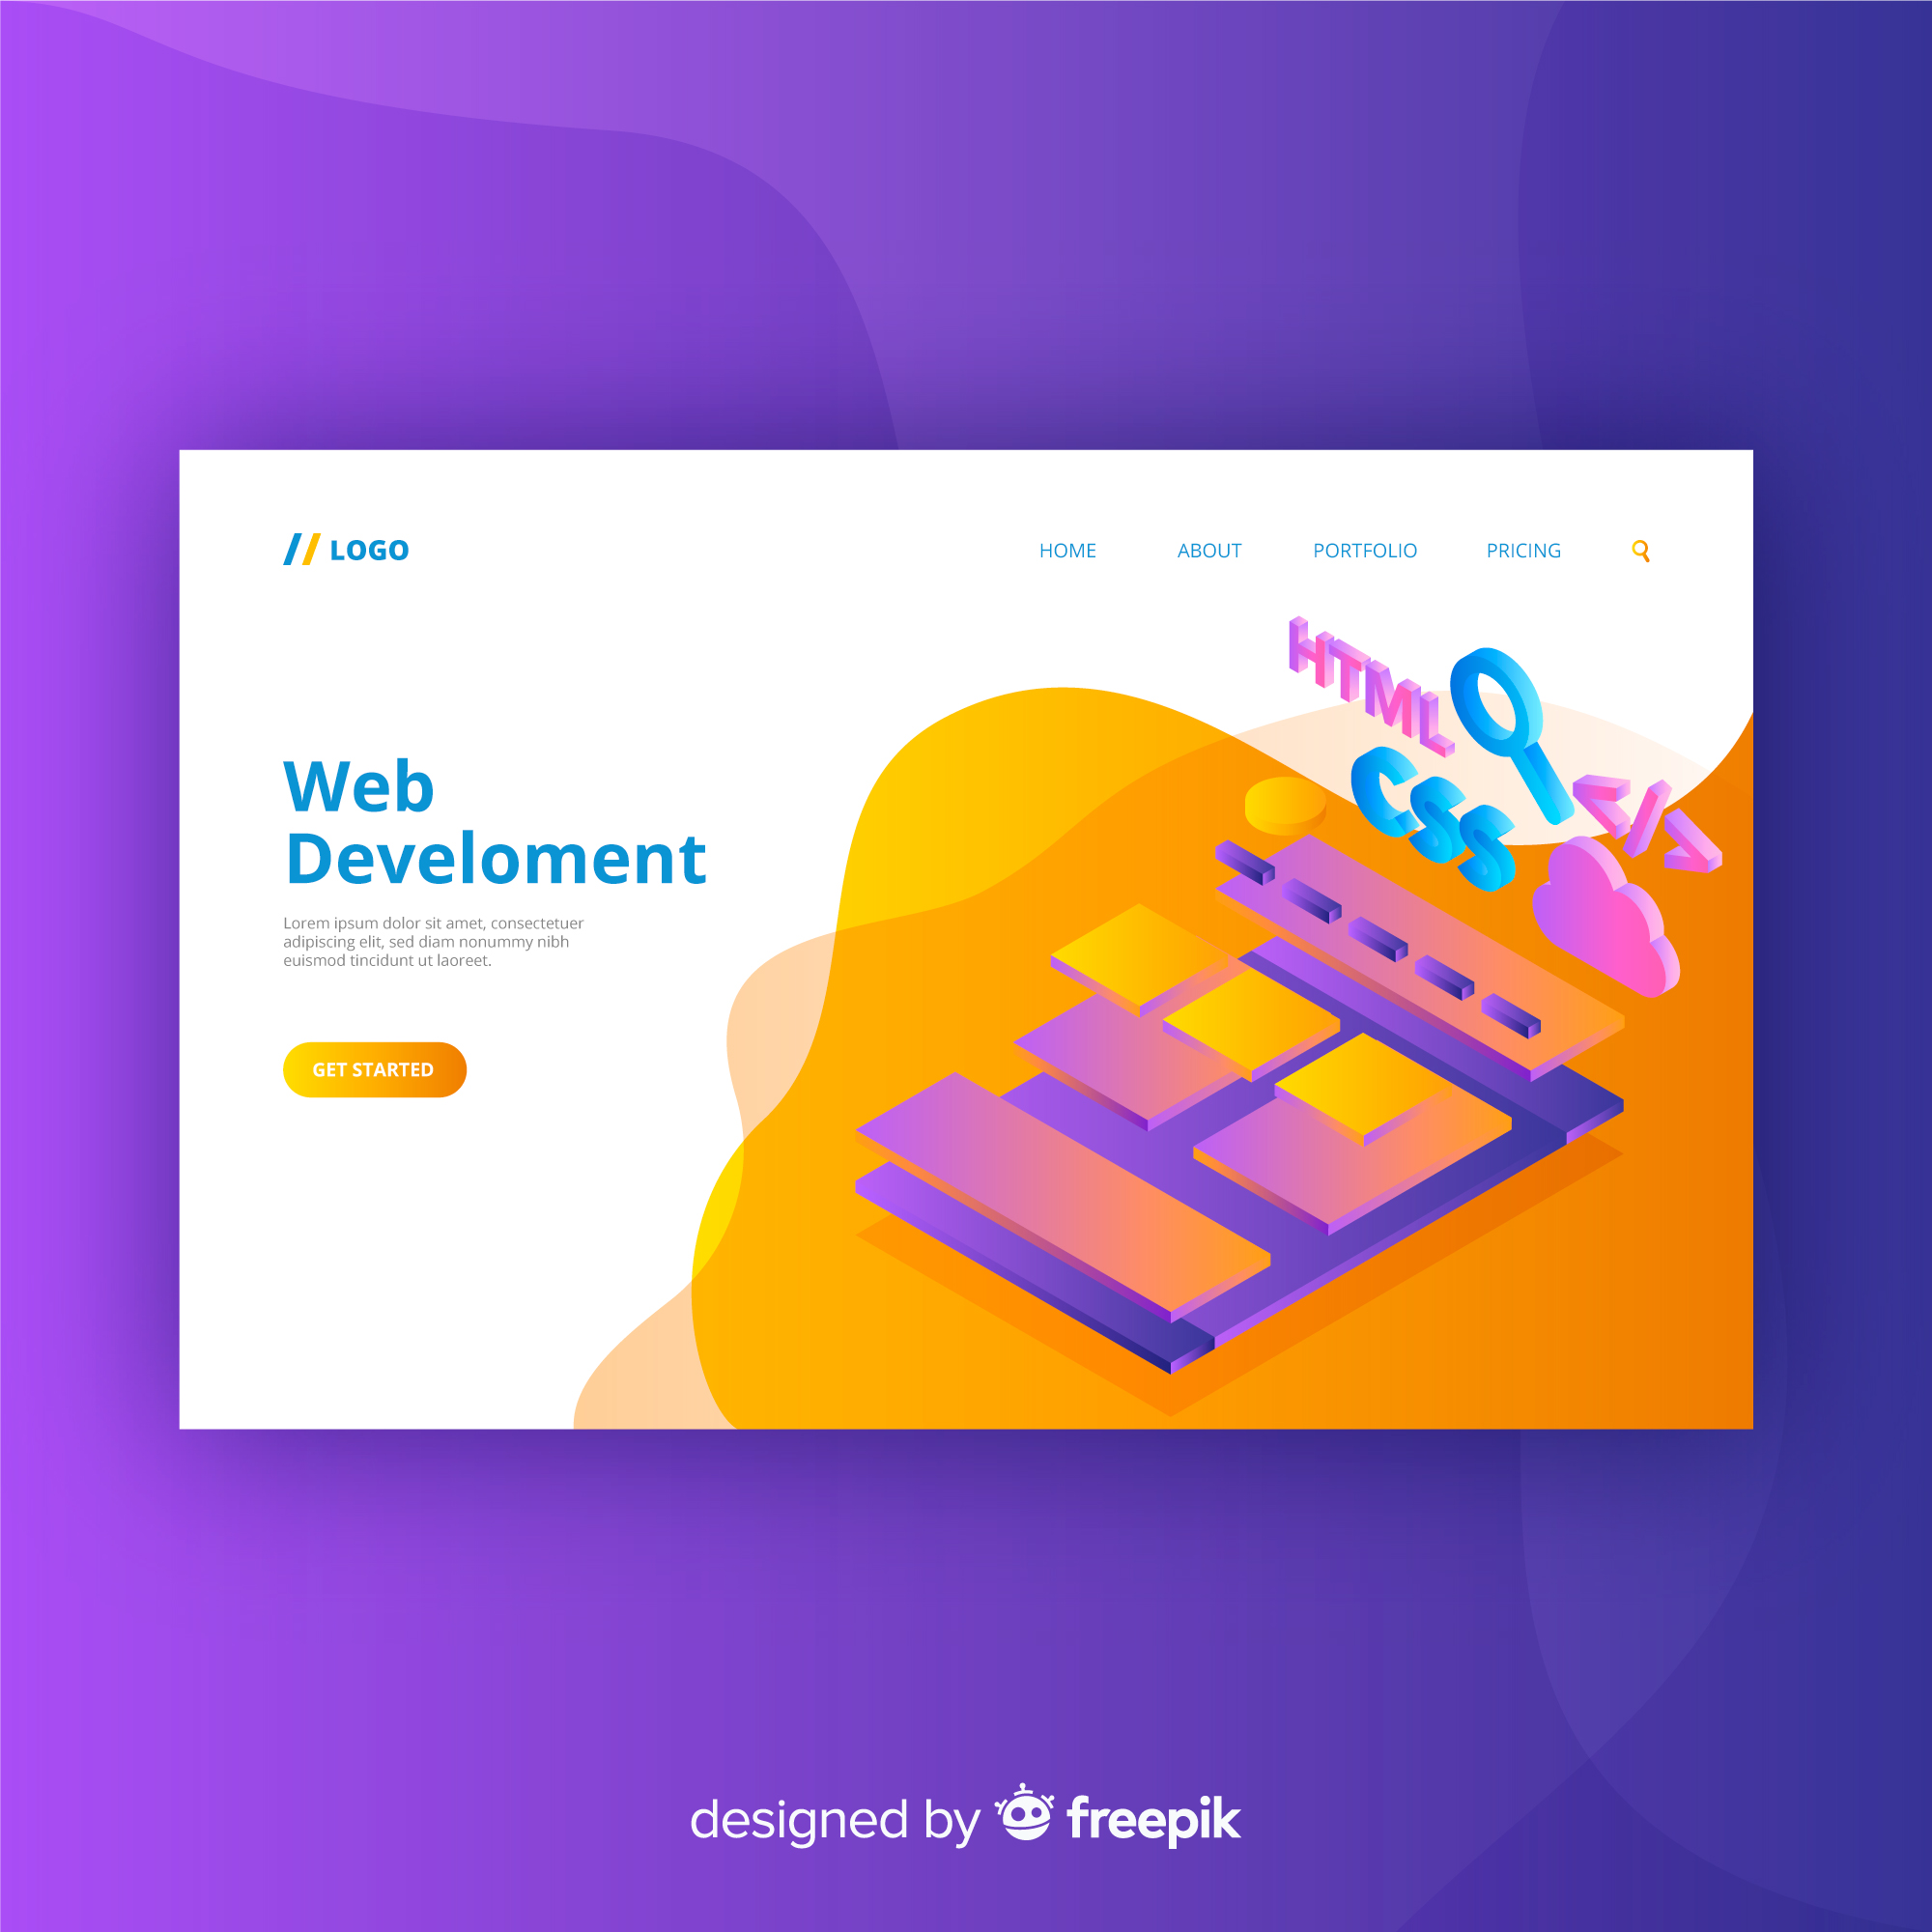 LOGO
HOME ABOUT PORTFOLIO PRICING
HTML
CSS
</>
Web
Develoment
Lorem ipsum dolor sit amet, consectetuer
adipiscing elit, sed diam nonummy nibh
euismod tincidunt ut laoreet.
GET STARTED
designed by freepik